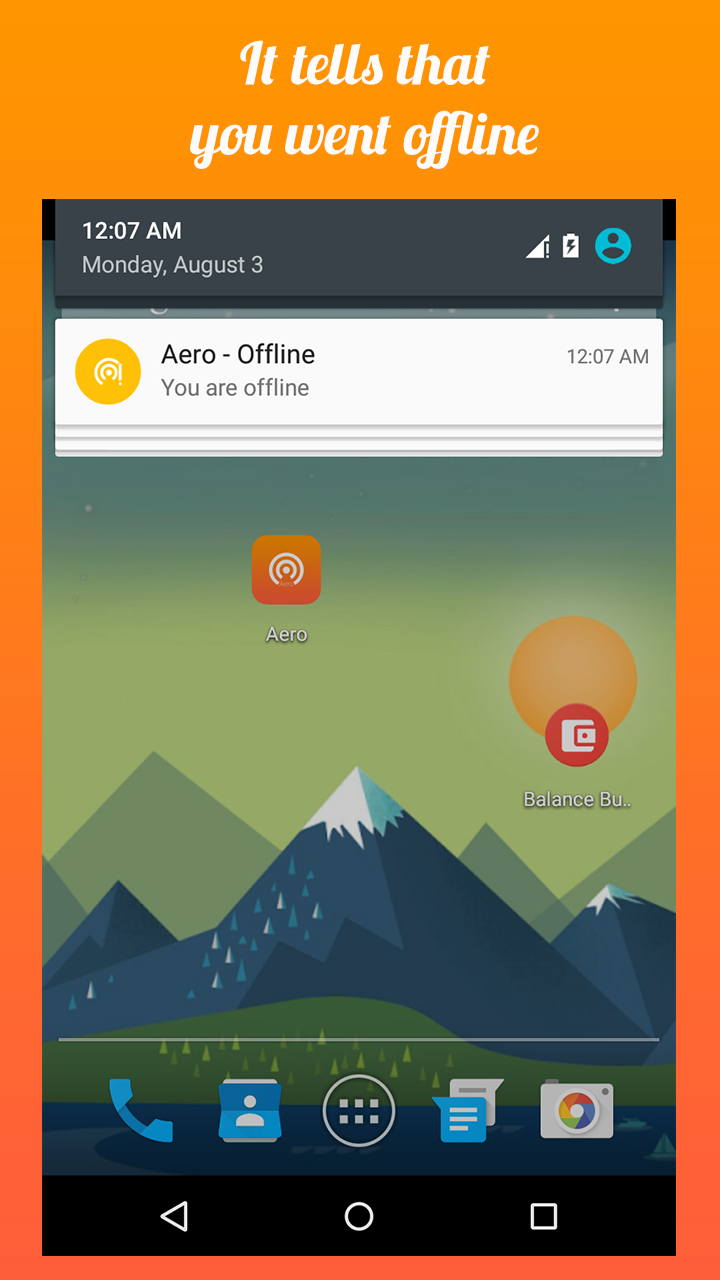 It tells that
you went offline
12:07 AM
Monday, August 3
Aero - Offline
12:07 AM
You are offline
Aero
Balance Bu..